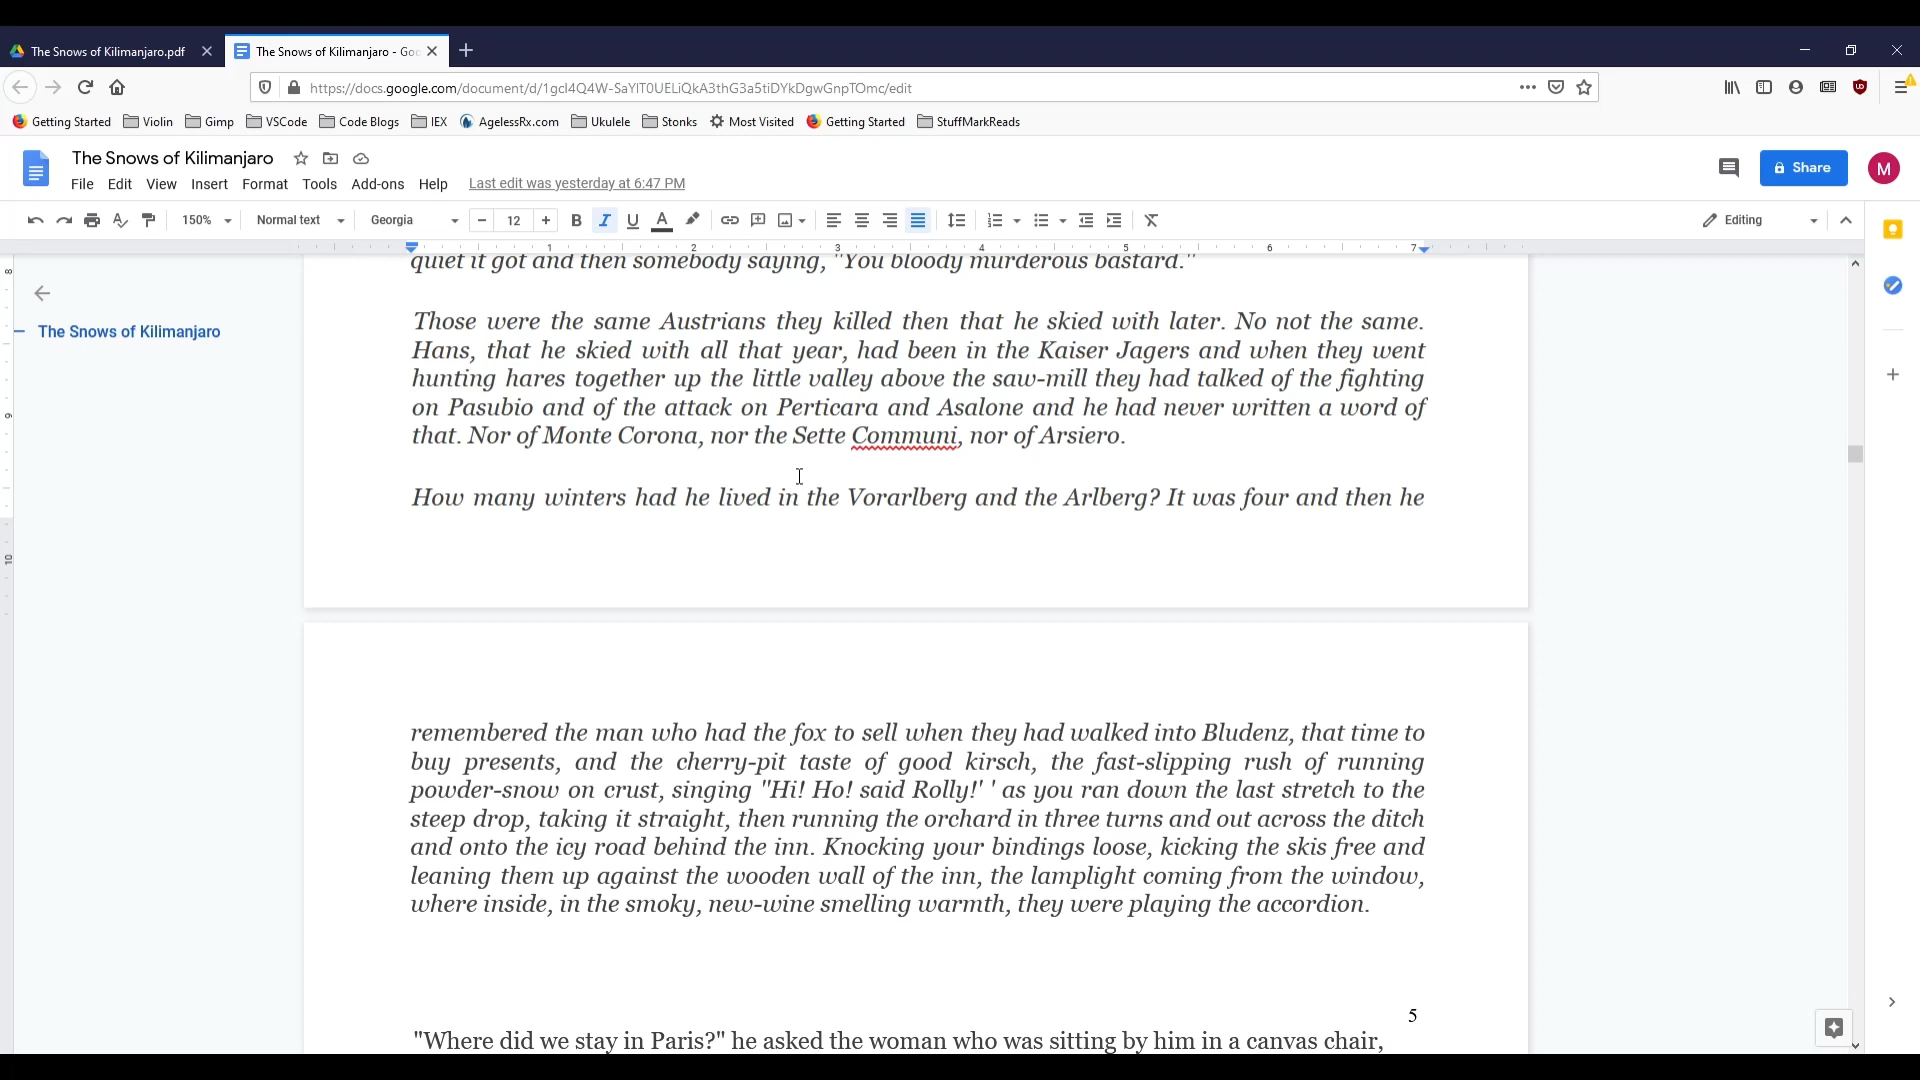 The Snows of Kilimanjaro.pdf
The Snows of Kilimanjaro - Goo
https://docs.google.com/document/d/1gcl4Q4W-SaYlT0UELiQkA3thG3a5tiDYkDgwGnpTOmc/edit
Getting Started Violin Gimp VSCode Code Blogs IEX AgelessRx.com Ukulele Stonks Most Visited Getting Started StuffMarkReads
The Snows of Kilimanjaro
Share
M
File Edit View Insert Format Tools Add-ons Help Last edit was yesterday at 6:47 PM
150% Normal text Georgia 12 B I U A Editing
1 2 3 4 5 6 7
8
9
10
The Snows of Kilimanjaro
quiet it got and then somebody saying, "You bloody murderous bastard."
Those were the same Austrians they killed then that he skied with later. No not the same.
Hans, that he skied with all that year, had been in the Kaiser Jagers and when they went
hunting hares together up the little valley above the saw-mill they had talked of the fighting
on Pasubio and of the attack on Perticara and Asalone and he had never written a word of
that. Nor of Monte Corona, nor the Sette Communi, nor of Arsiero.
How many winters had he lived in the Vorarlberg and the Arlberg? It was four and then he
remembered the man who had the fox to sell when they had walked into Bludenz, that time to
buy presents, and the cherry-pit taste of good kirsch, the fast-slipping rush of running
powder-snow on crust, singing "Hi! Ho! said Rolly!' ' as you ran down the last stretch to the
steep drop, taking it straight, then running the orchard in three turns and out across the ditch
and onto the icy road behind the inn. Knocking your bindings loose, kicking the skis free and
leaning them up against the wooden wall of the inn, the lamplight coming from the window,
where inside, in the smoky, new-wine smelling warmth, they were playing the accordion.
5
"Where did we stay in Paris?" he asked the woman who was sitting by him in a canvas chair,